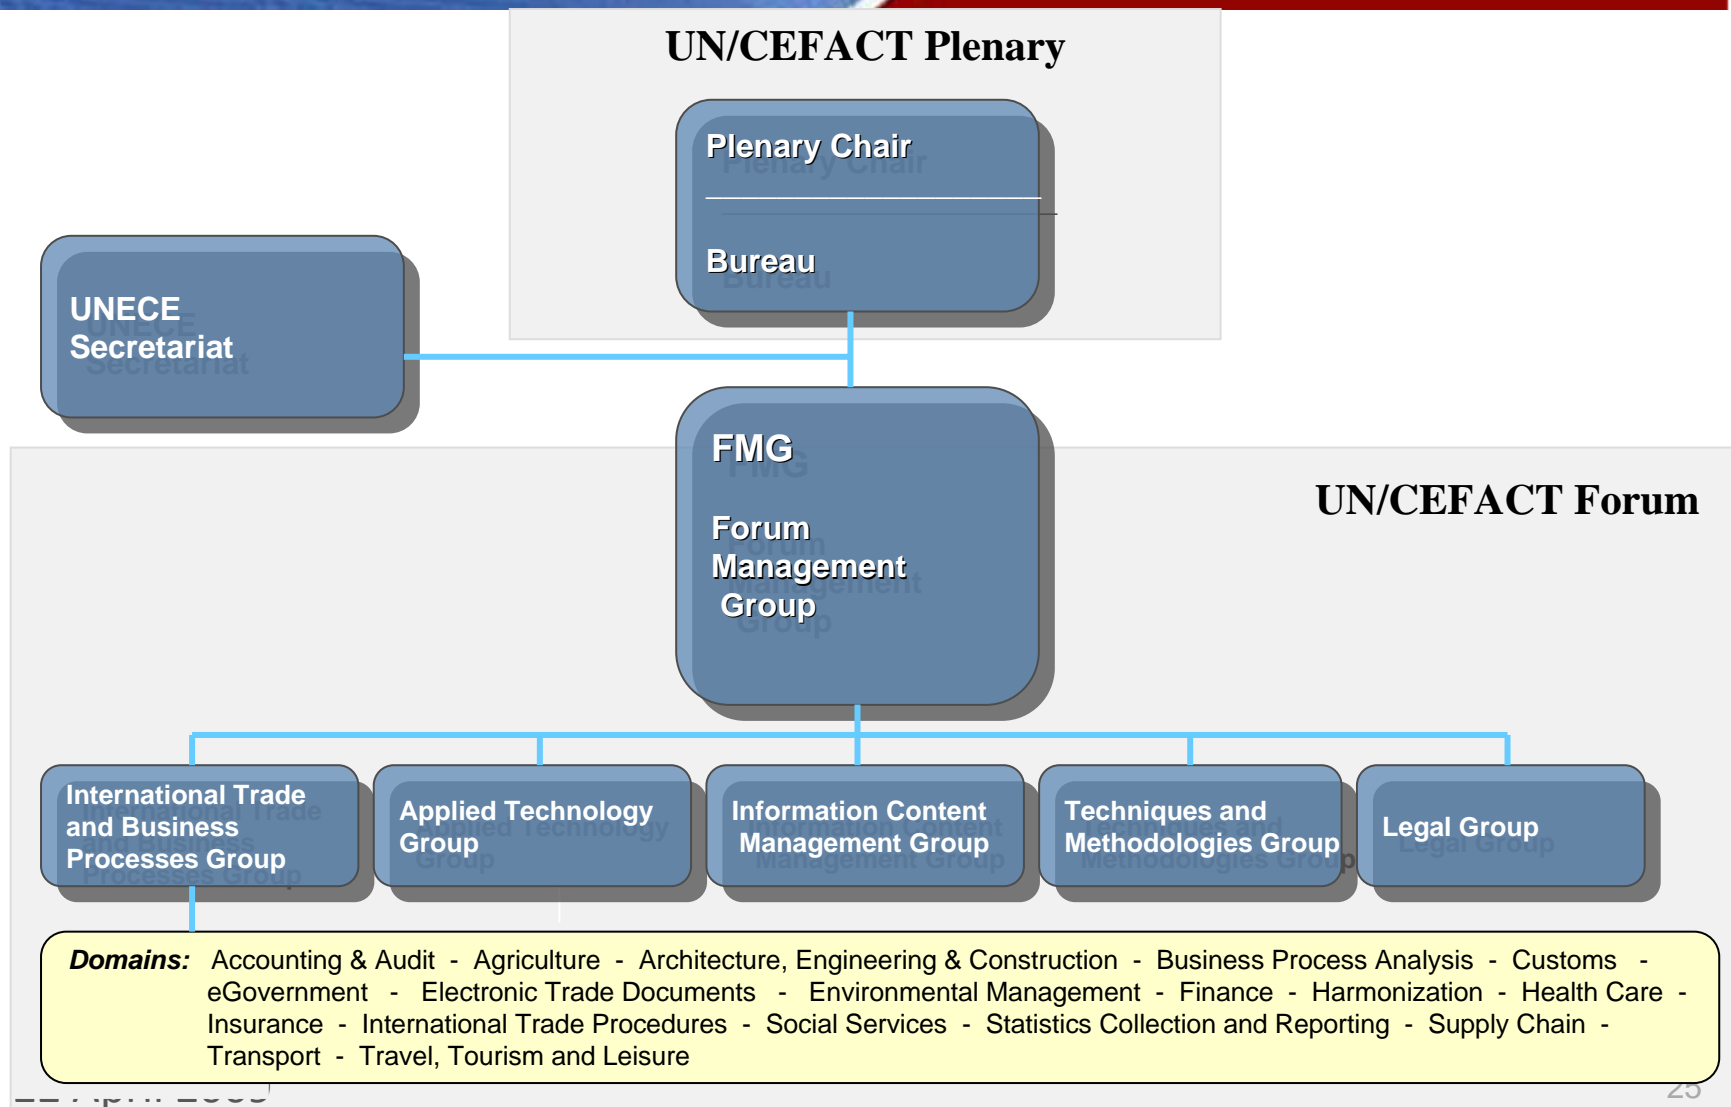 UN/CEFACT Plenary
Plenary Chair
Bureau
UNECE
Secretariat
FMG
Forum
Management
Group
UN/CEFACT Forum
International Trade
and Business
Processes Group
Applied Technology
Group
Information Content
Management Group
Techniques and
Methodologies Group
Legal Group
Domains: Accounting & Audit - Agriculture - Architecture, Engineering & Construction - Business Process Analysis - Customs -
eGovernment - Electronic Trade Documents - Environmental Management - Finance - Harmonization - Health Care -
Insurance - International Trade Procedures - Social Services - Statistics Collection and Reporting - Supply Chain -
Transport - Travel, Tourism and Leisure
25